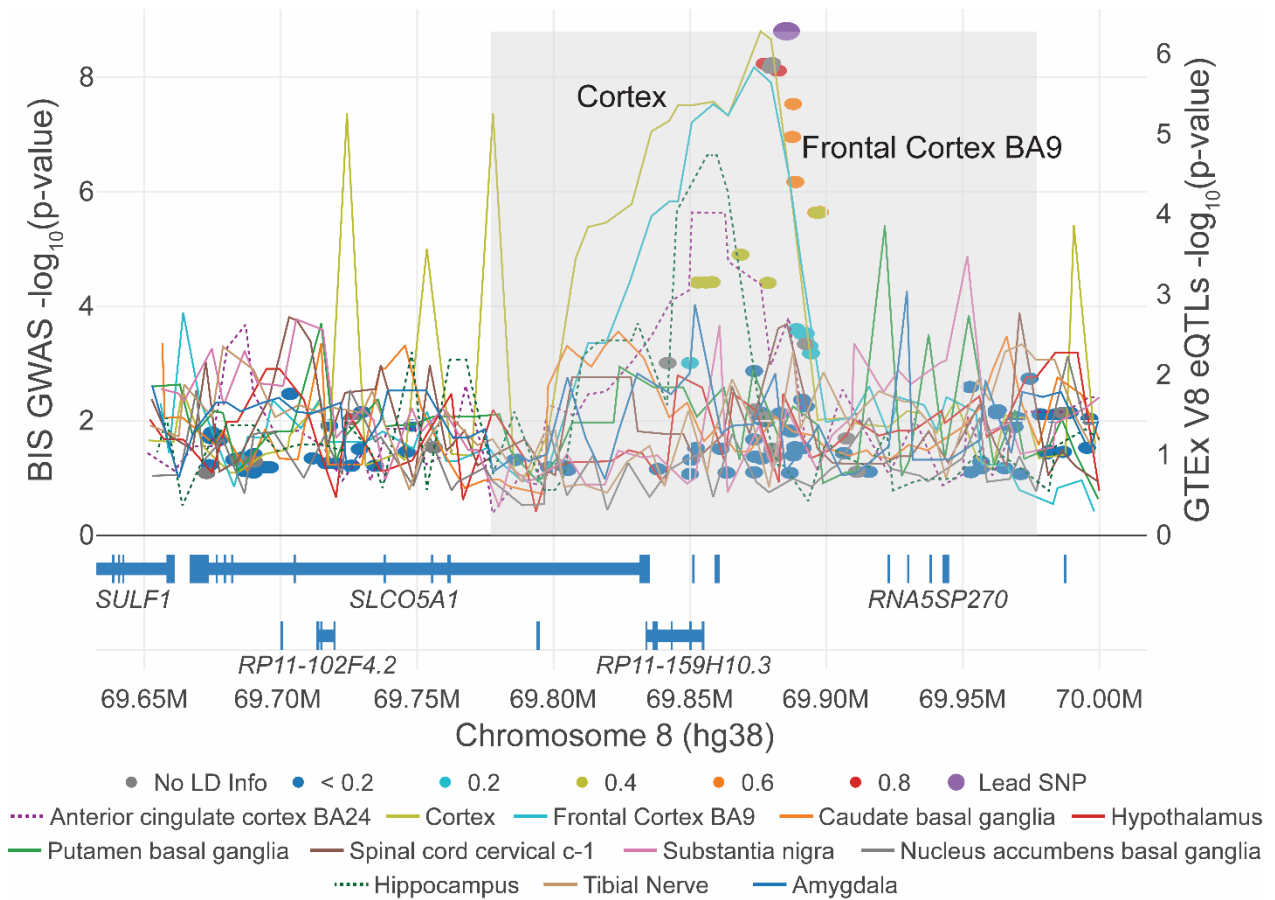 BIS GWAS -log10(p-value)
8
6
4
2
0
Cortex
Frontal Cortex BA9
6
5
4
3
2
1
0
GTEx V8 eQTLs -log10(p-value)
SULF1
SLCO5A1
RNA5SP270
RP11-102F4.2
RP11-159H10.3
69.65M 69.70M 69.75M 69.80M 69.85M 69.90M 69.95M 70.00M
Chromosome 8 (hg38)
No LD Info < 0.2 0.2 0.4 0.6 0.8 Lead SNP
Anterior cingulate cortex BA24 Cortex Frontal Cortex BA9 Caudate basal ganglia Hypothalamus
Putamen basal ganglia Spinal cord cervical c-1 Substantia nigra Nucleus accumbens basal ganglia
Hippocampus Tibial Nerve Amygdala